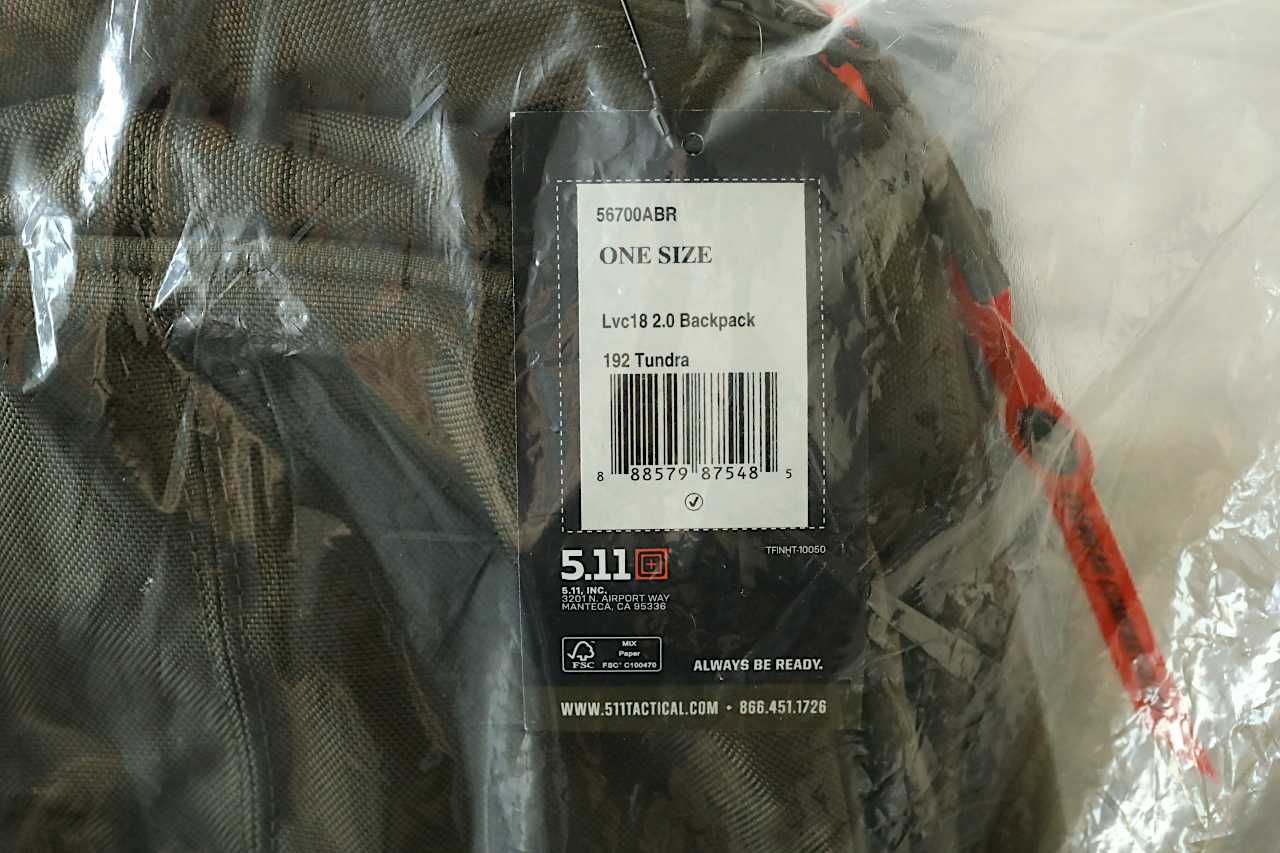 56700ABR
ONE SIZE
Lvc18 2.0 Backpack
192 Tundra
8 88579 87548 5
5.11
TFINHT-10050
5.11, INC.
3201 N. AIRPORT WAY
MANTECA, CA 95336
FSC
MIX
Paper
FSC® C100470
ALWAYS BE READY.
WWW.511TACTICAL.COM • 866.451.1726